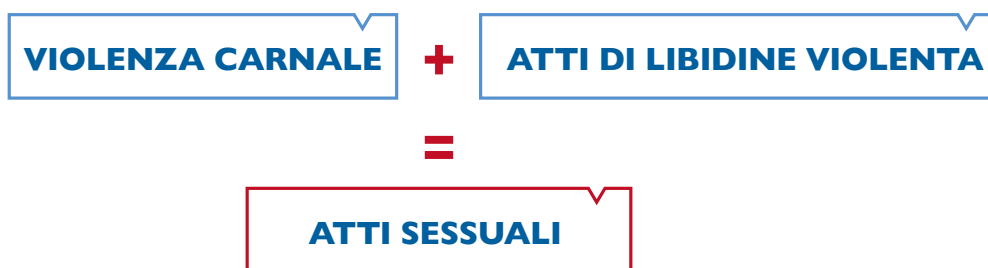 VIOLENZA CARNALE + ATTI DI LIBIDINE VIOLENTA
=
ATTI SESSUALI